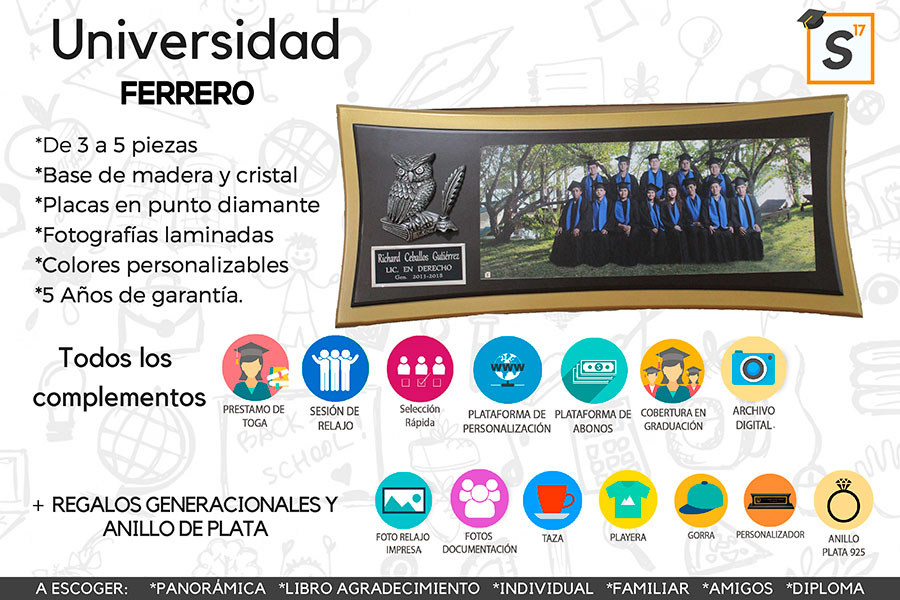 Universidad
FERRERO
S
17
*De 3 a 5 piezas
*Base de madera y cristal
*Placas en punto diamante
*Fotografías laminadas
*Colores personalizables
*5 Años de garantía.
Richard Ceballos Gutiérrez
LIC. EN DERECHO
Gen. 2013-2018
Todos los
complementos
PRESTAMO DE
TOGA
SESIÓN DE
RELAJO
Selección
Rápida
WWW
PLATAFORMA DE
PERSONALIZACIÓN
PLATAFORMA DE
ABONOS
COBERTURA EN
GRADUACIÓN
ARCHIVO
DIGITAL
BACK
SCHOOL!
+ REGALOS GENERACIONALES Y
ANILLO DE PLATA
FOTO RELAJO
IMPRESA
FOTOS
DOCUMENTACIÓN
TAZA
PLAYERA
GORRA
PERSONALIZADOR
ANILLO
PLATA 925
A ESCOGER: *PANORÁMICA *LIBRO AGRADECIMIENTO *INDIVIDUAL *FAMILIAR *AMIGOS *DIPLOMA